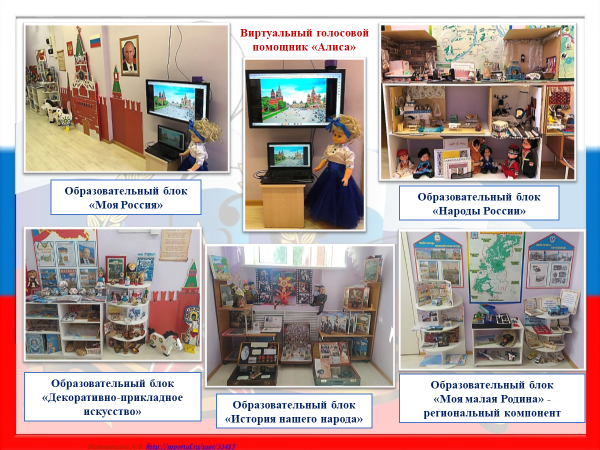 Виртуальный голосовой
помощник «Алиса»
Образовательный блок
«Моя Россия»
Образовательный блок
«Народы России»
Образовательный блок
«Декоративно-прикладное
искусство»
Образовательный блок
«История нашего народа»
Образовательный блок
«Моя малая Родина» -
региональный компонент